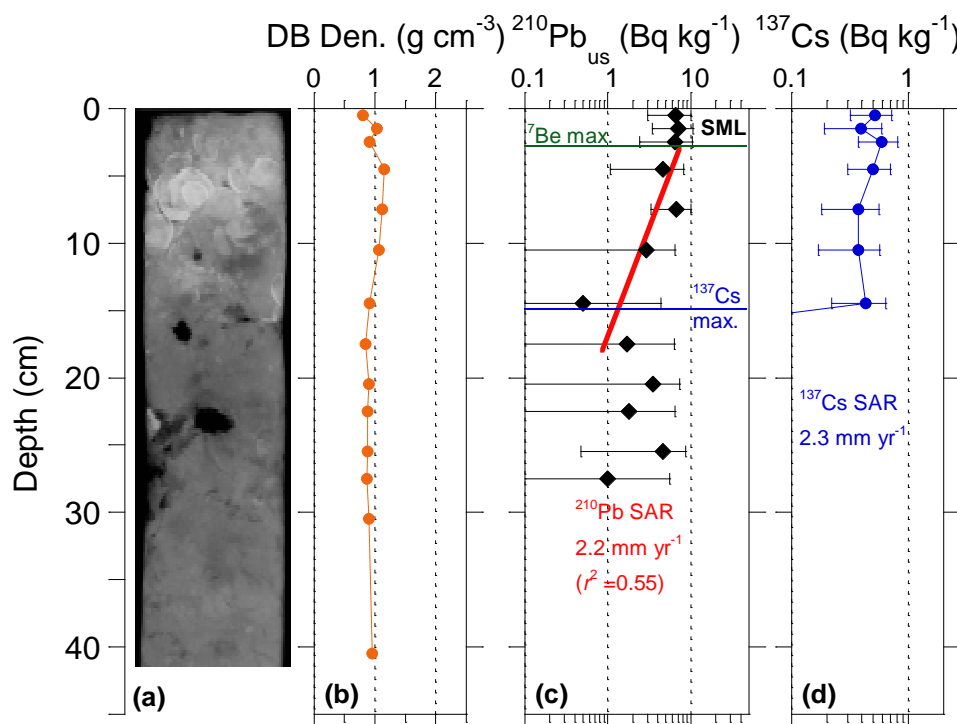 DB Den. (g cm⁻³) ²¹⁰Pb_us (Bq kg⁻¹) ¹³⁷Cs (Bq kg⁻¹)
0 1 2 0.1 1 10 0.1 1
0
⁷Be max.
SML
10
¹³⁷Cs
max.
20
¹³⁷Cs SAR
2.3 mm yr⁻¹
Depth (cm)
30
²¹⁰Pb SAR
2.2 mm yr⁻¹
(r² =0.55)
40
(a) (b) (c) (d)